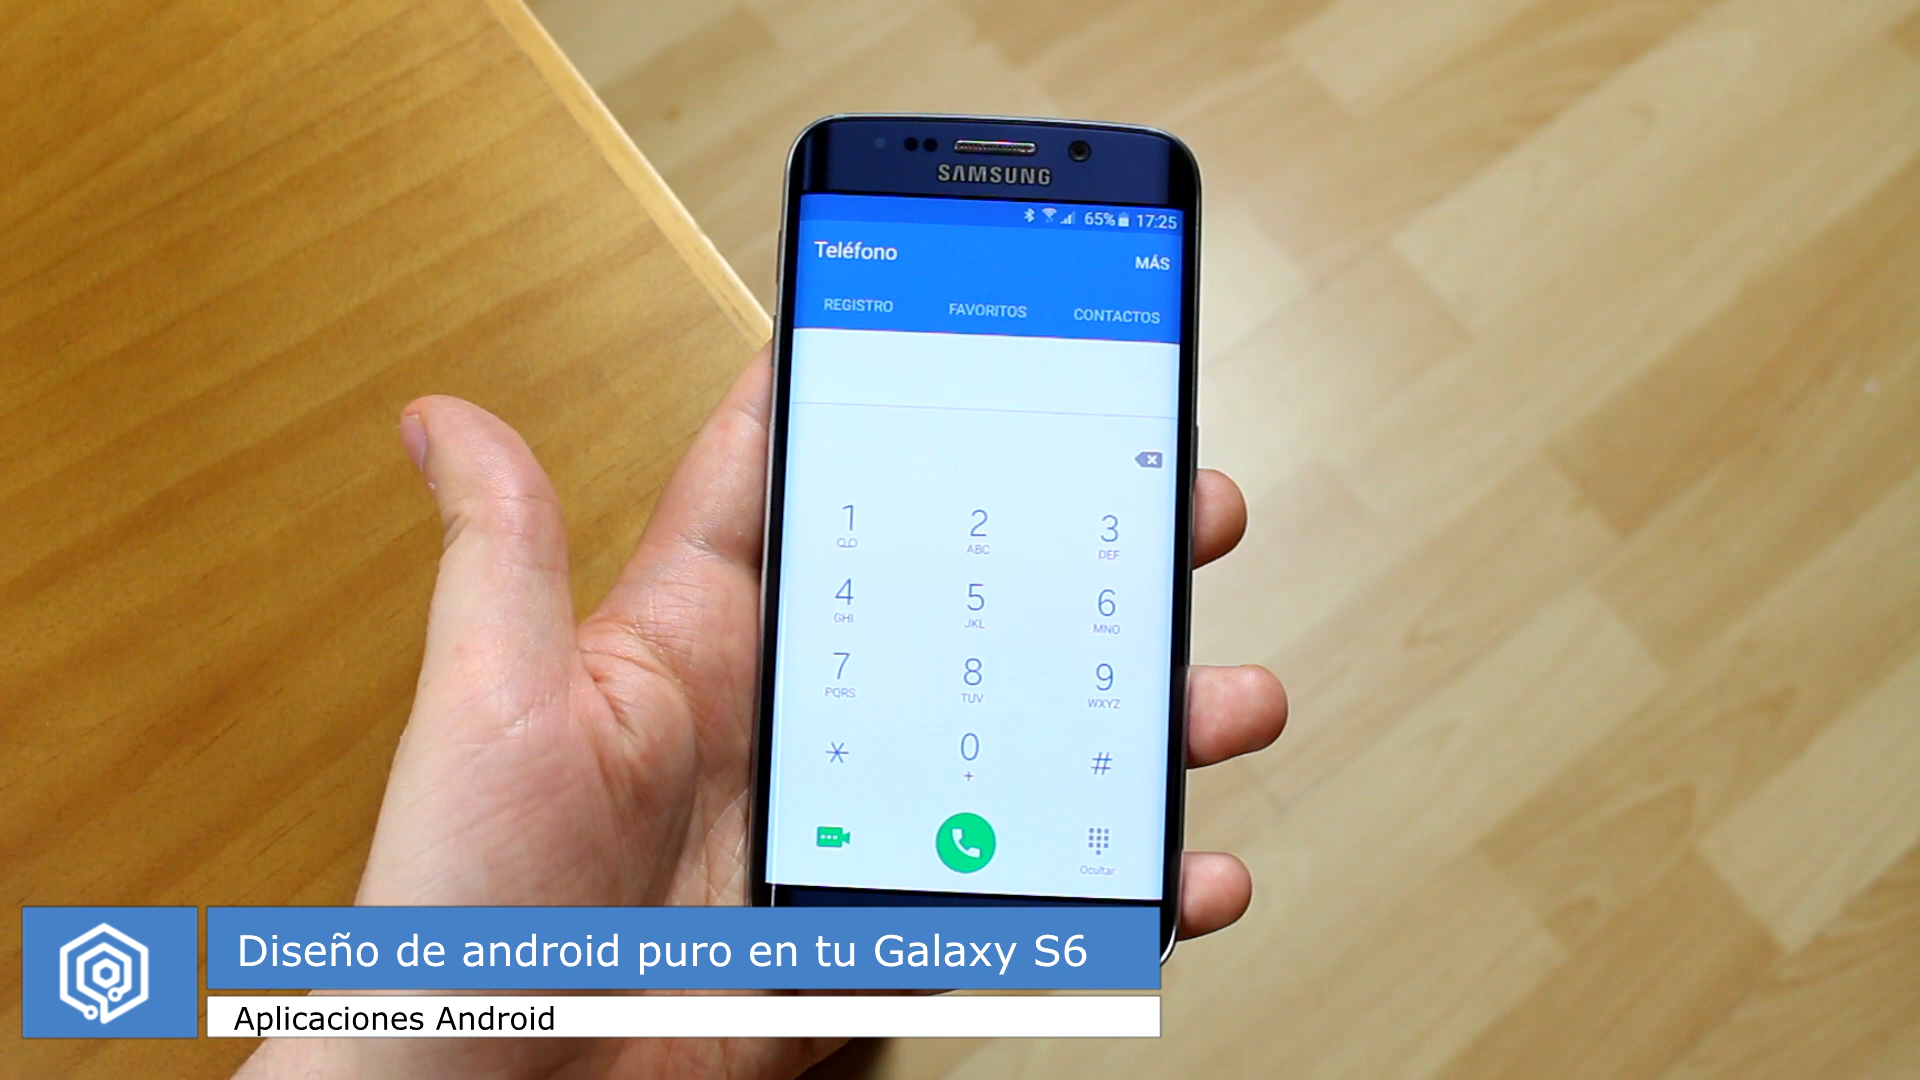 SAMSUNG
65% 17:25
Teléfono
MÁS
REGISTRO FAVORITOS CONTACTOS
1 2 3
ABC DEF
4 5 6
GHI JKL MNO
7 8 9
PQRS TUV WXYZ
* 0 #
+
Ocultar
Diseño de android puro en tu Galaxy S6
Aplicaciones Android